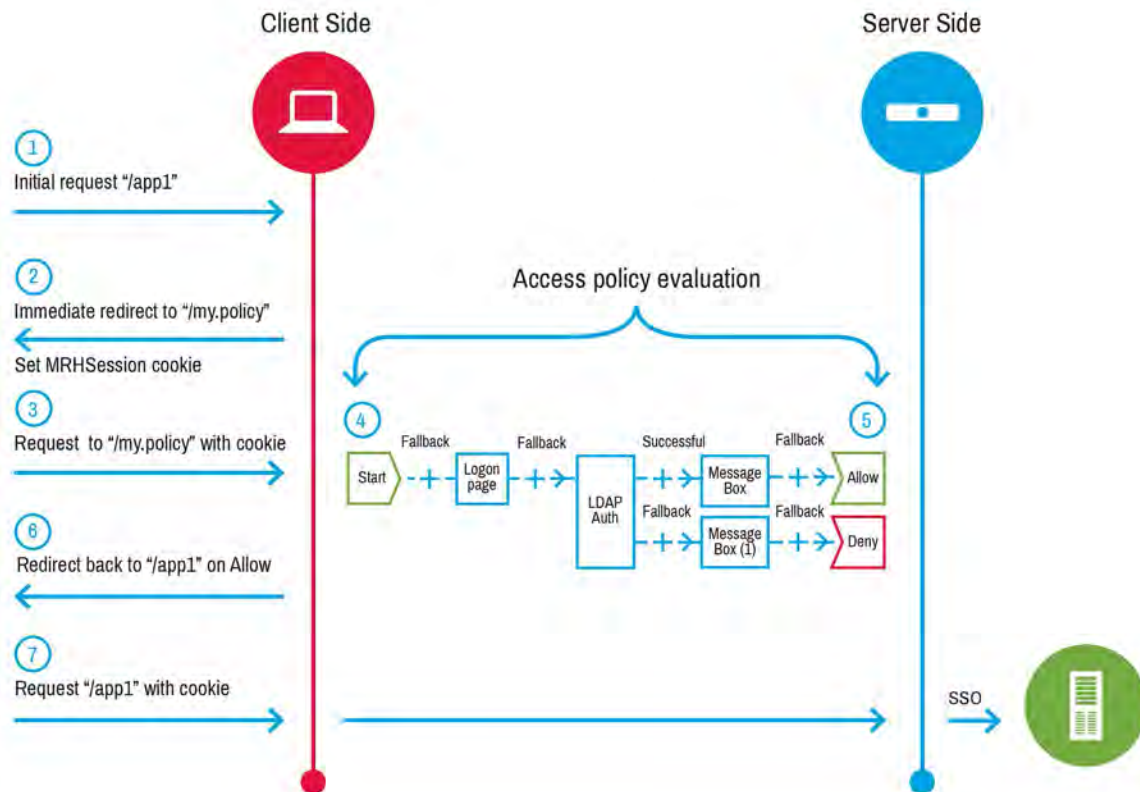 Client Side
Server Side
1
Initial request “/app1”
2
Immediate redirect to “/my.policy”
Set MRHSession cookie
3
Request to “/my.policy” with cookie
Access policy evaluation
4
5
Fallback
Fallback
Successful
Fallback
Start
Logon
page
LDAP
Auth
Message
Box
Allow
Fallback
Fallback
Message
Box (1)
Deny
6
Redirect back to “/app1” on Allow
7
Request “/app1” with cookie
SSO